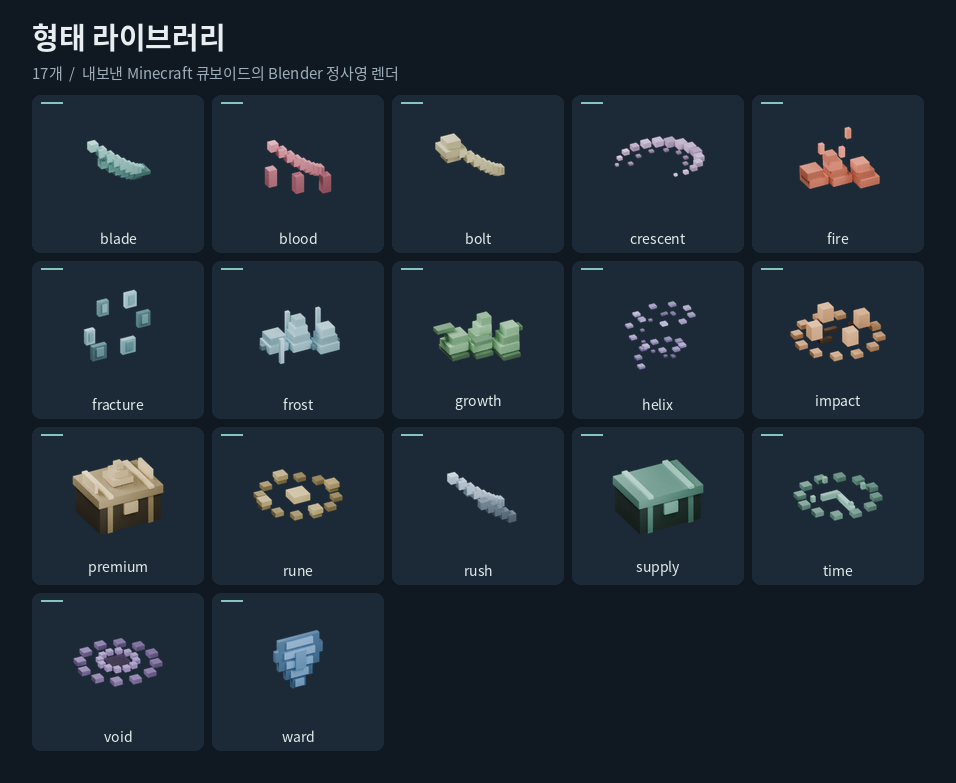 형태 라이브러리
17개 / 내보낸 Minecraft 큐보이드의 Blender 정사영 렌더
blade
blood
bolt
crescent
fire
fracture
frost
growth
helix
impact
premium
rune
rush
supply
time
void
ward